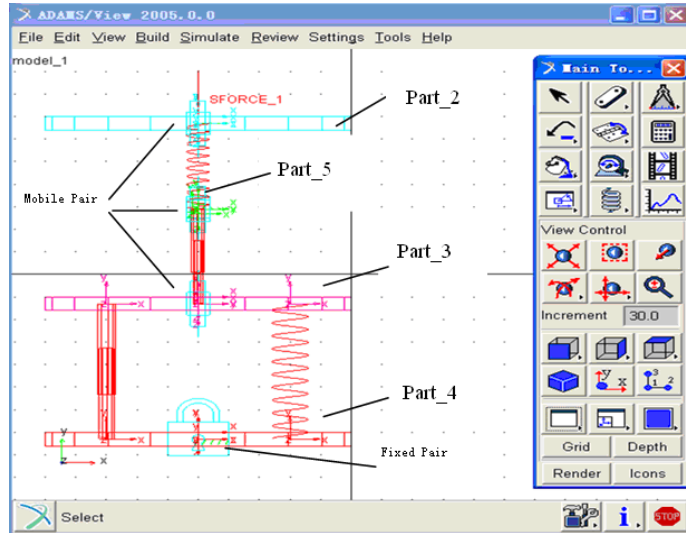 ADAMS/View 2005.0.0
File Edit View Build Simulate Review Settings Tools Help
model_1
Main To...
SFORCE_1
Part_2
Part_5
Mobile Pair
View Control
Part_3
Increment 30.0
Part_4
Fixed Pair
Grid Depth
Render Icons
Select
STOP